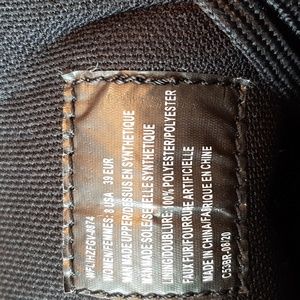 WOMEN/FEMMES: 8 USA 39 EUR
MAN MADE UPPER/DESSUS EN SYNTHETIQUE
MAN MADE SOLE/SEMELLE SYNTHETIQUE
LINING/DOUBLURE: 100% POLYESTER/POLYESTER
FAUX FUR/FOURRURE ARTIFICIELLE
MADE IN CHINA/FABRIQUE EN CHINE